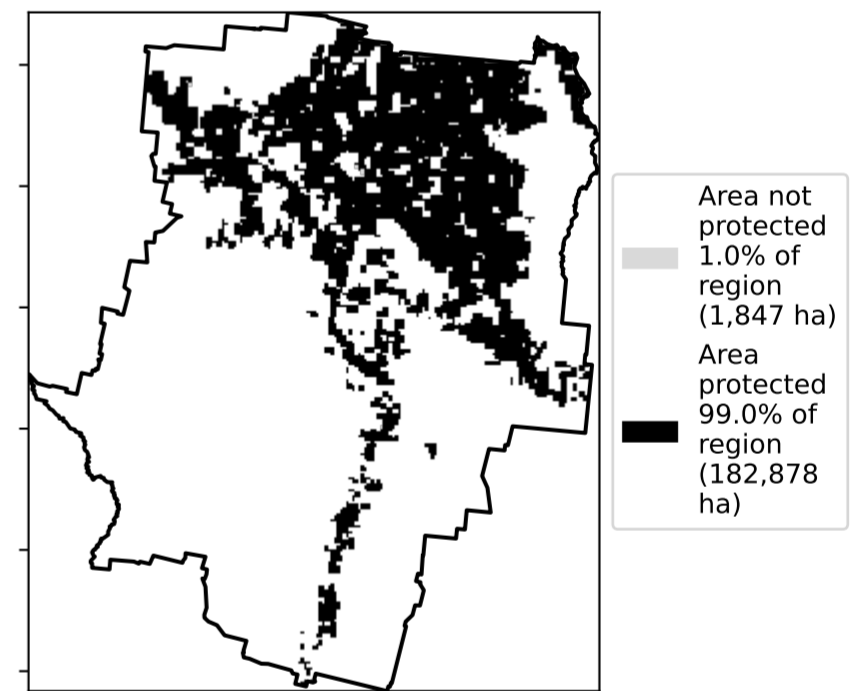 Area not
protected
1.0% of
region
(1,847 ha)
Area
protected
99.0% of
region
(182,878
ha)